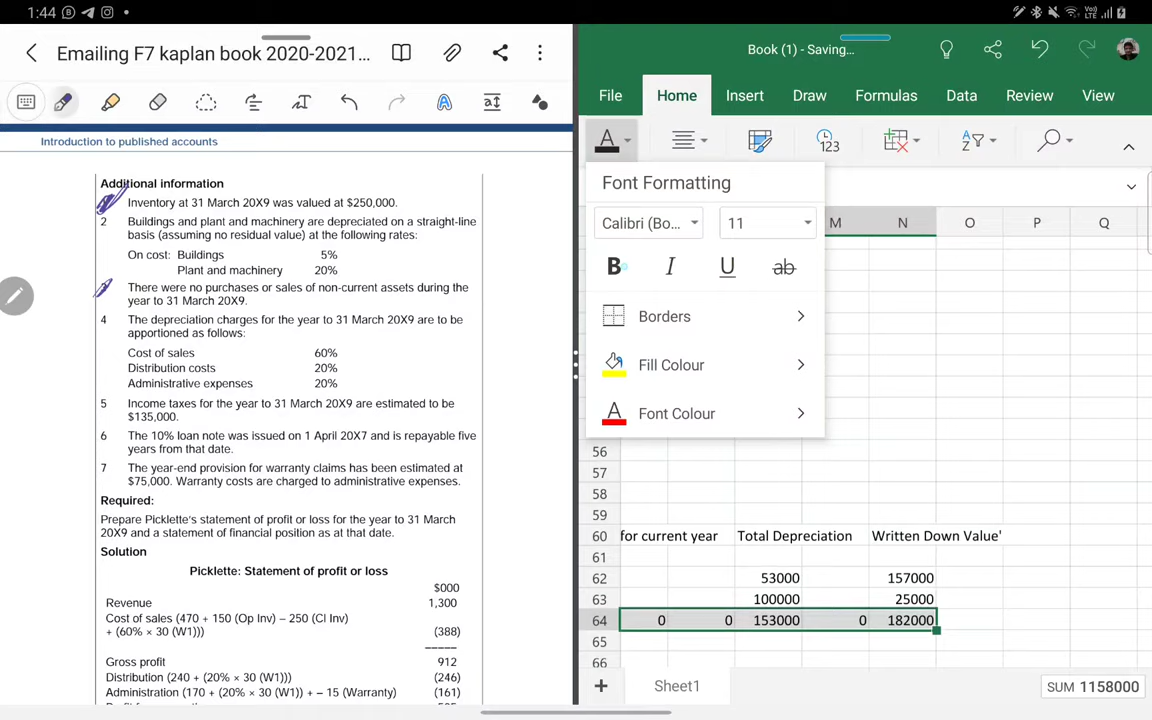 1:44
Emailing F7 kaplan book 2020-2021...
Introduction to published accounts
Additional information
Inventory at 31 March 20X9 was valued at $250,000.
2 Buildings and plant and machinery are depreciated on a straight-line
basis (assuming no residual value) at the following rates:
On cost: Buildings 5%
Plant and machinery 20%
There were no purchases or sales of non-current assets during the
year to 31 March 20X9.
4 The depreciation charges for the year to 31 March 20X9 are to be
apportioned as follows:
Cost of sales 60%
Distribution costs 20%
Administrative expenses 20%
5 Income taxes for the year to 31 March 20X9 are estimated to be
$135,000.
6 The 10% loan note was issued on 1 April 20X7 and is repayable five
years from that date.
7 The year-end provision for warranty claims has been estimated at
$75,000. Warranty costs are charged to administrative expenses.
Required:
Prepare Picklette's statement of profit or loss for the year to 31 March
20X9 and a statement of financial position as at that date.
Solution
Picklette: Statement of profit or loss
$000
Revenue 1,300
Cost of sales (470 + 150 (Op Inv) – 250 (Cl Inv)
+ (60% × 30 (W1))) (388)
Gross profit 912
Distribution (240 + (20% × 30 (W1))) (246)
Administration (170 + (20% × 30 (W1)) + – 15 (Warranty) (161)
Book (1) - Saving...
File Home Insert Draw Formulas Data Review View
Font Formatting
Calibri (Bo... 11
B I U ab
Borders
Fill Colour
Font Colour
M N O P Q
56
57
58
59
60 for current year Total Depreciation Written Down Value'
61
62 53000 157000
63 100000 25000
64 0 0 153000 0 182000
65
66
Sheet1
SUM 1158000